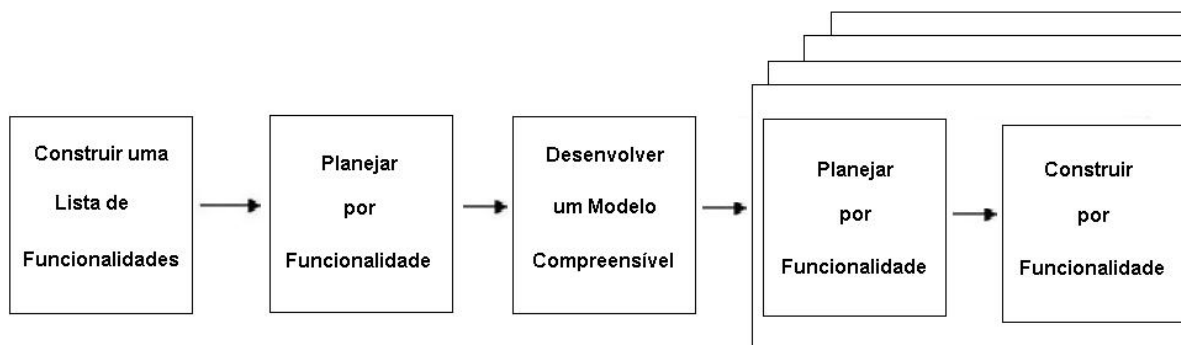 Construir uma
Lista de
Funcionalidades
Planejar
por
Funcionalidade
Desenvolver
um Modelo
Compreensível
Planejar
por
Funcionalidade
Construir
por
Funcionalidade